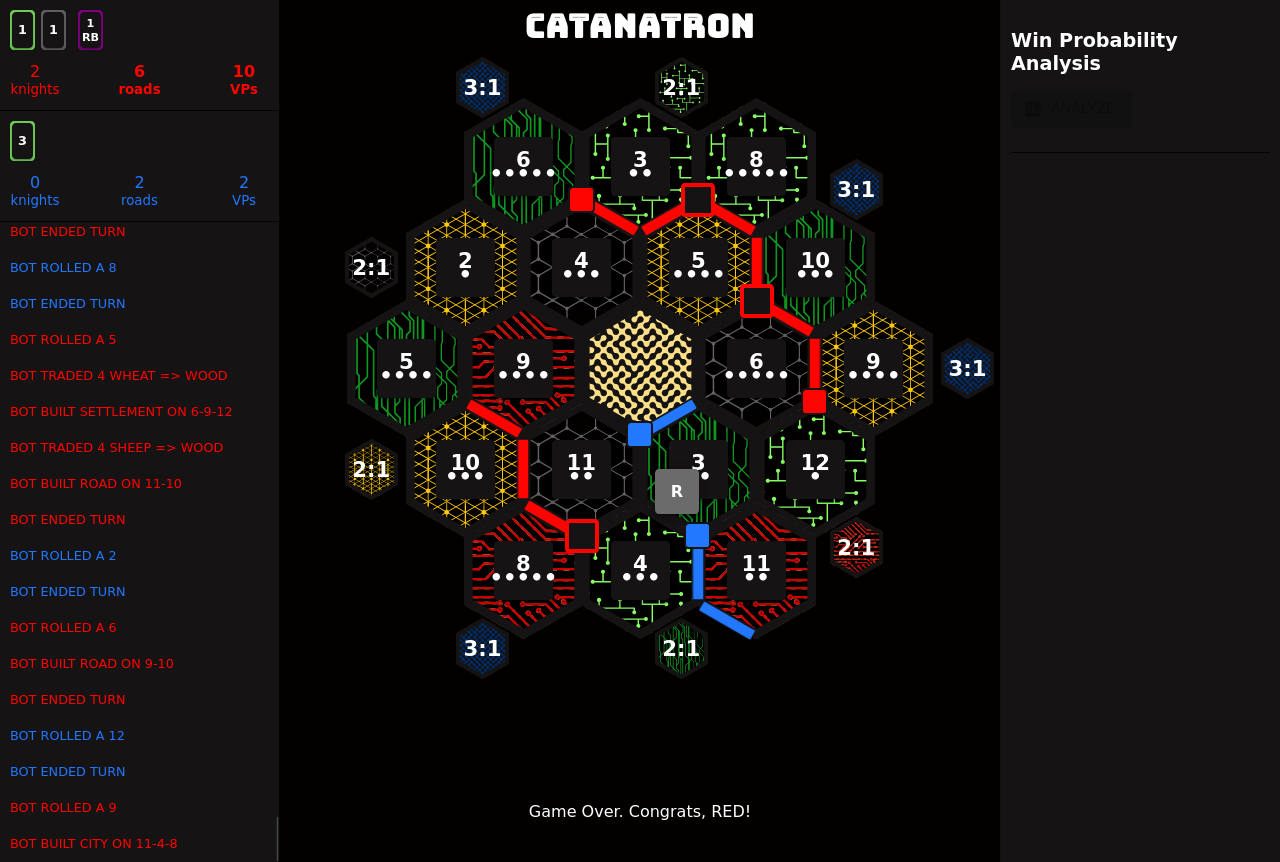 1
1
1
RB
2
knights
6
roads
10
VPs
3
0
knights
2
roads
2
VPs
BOT ENDED TURN
BOT ROLLED A 8
BOT ENDED TURN
BOT ROLLED A 5
BOT TRADED 4 WHEAT => WOOD
BOT BUILT SETTLEMENT ON 6-9-12
BOT TRADED 4 SHEEP => WOOD
BOT BUILT ROAD ON 11-10
BOT ENDED TURN
BOT ROLLED A 2
BOT ENDED TURN
BOT ROLLED A 6
BOT BUILT ROAD ON 9-10
BOT ENDED TURN
BOT ROLLED A 12
BOT ENDED TURN
BOT ROLLED A 9
BOT BUILT CITY ON 11-4-8
CATANATRON
3:1
2:1
6
3
8
3:1
2:1
2
4
5
10
5
9
6
9
3:1
2:1
10
11
3
12
R
8
4
11
2:1
3:1
2:1
Game Over. Congrats, RED!
Win Probability
Analysis
ANALYZE